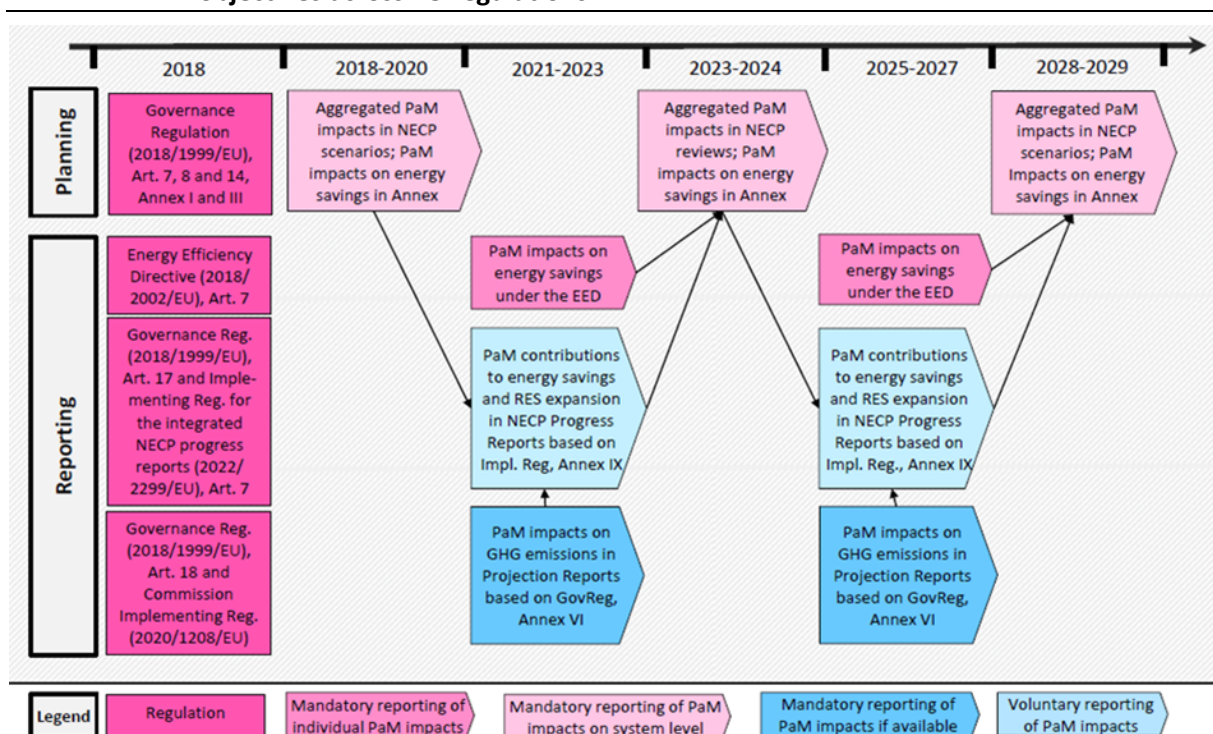 2018
2018-2020
2021-2023
2023-2024
2025-2027
2028-2029
Planning
Governance
Regulation
(2018/1999/EU),
Art. 7, 8 and 14,
Annex I and III
Aggregated PaM
impacts in NECP
scenarios; PaM
impacts on energy
savings in Annex
Aggregated PaM
impacts in NECP
reviews; PaM
impacts on energy
savings in Annex
Aggregated PaM
impacts in NECP
scenarios; PaM
Impacts on energy
savings in Annex
Reporting
Energy Efficiency
Directive (2018/
2002/EU), Art. 7
PaM impacts on
energy savings
under the EED
PaM impacts on
energy savings
under the EED
Governance Reg.
(2018/1999/EU),
Art. 17 and Imple-
menting Reg. for
the integrated
NECP progress
reports (2022/
2299/EU), Art. 7
PaM contributions
to energy savings
and RES expansion
in NECP Progress
Reports based on
Impl. Reg, Annex IX
PaM contributions
to energy savings
and RES expansion
in NECP Progress
Reports based on
Impl. Reg., Annex IX
Governance Reg.
(2018/1999/EU),
Art. 18 and
Commission
Implementing Reg.
(2020/1208/EU)
PaM impacts on
GHG emissions in
Projection Reports
based on GovReg,
Annex VI
PaM impacts on
GHG emissions in
Projection Reports
based on GovReg,
Annex VI
Legend
Regulation
Mandatory reporting of
individual PaM impacts
Mandatory reporting of PaM
impacts on system level
Mandatory reporting of
PaM impacts if available
Voluntary reporting
of PaM impacts